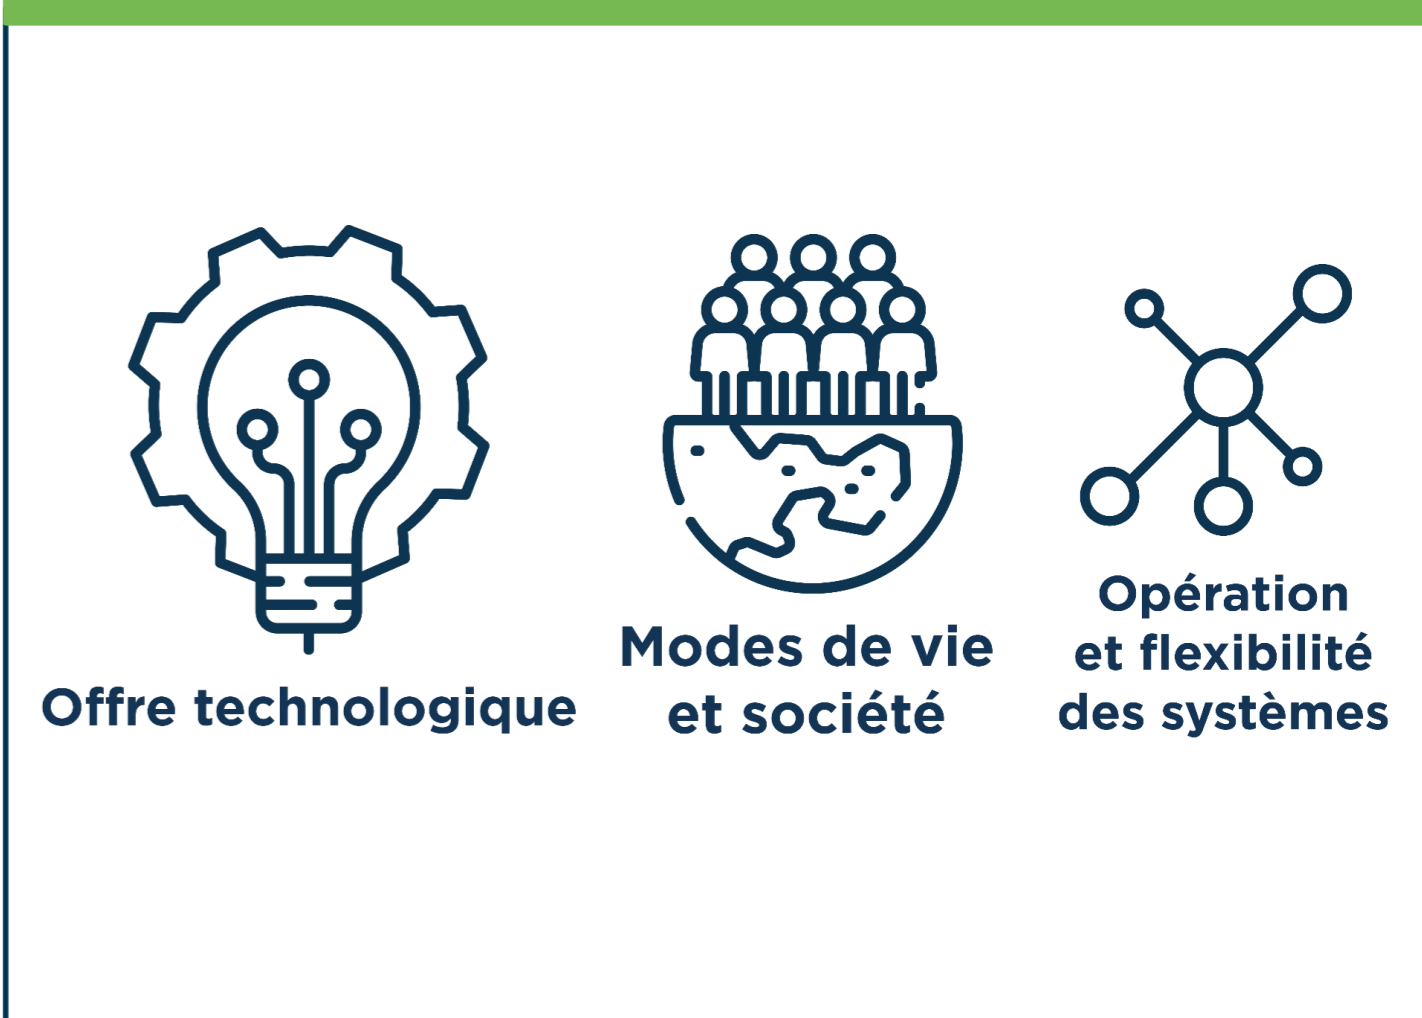 Offre technologique
Modes de vie
et société
Opération
et flexibilité
des systèmes